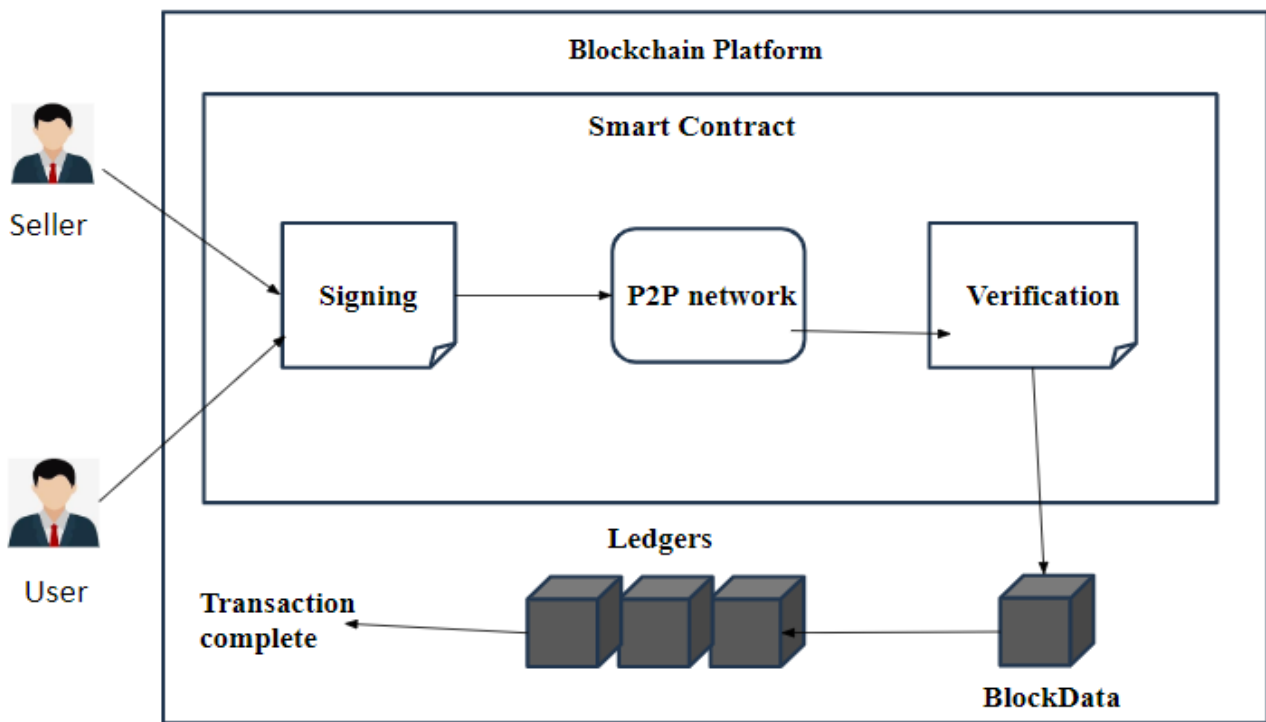 Blockchain Platform
Smart Contract
Seller
Signing
P2P network
Verification
Ledgers
User
Transaction
complete
BlockData